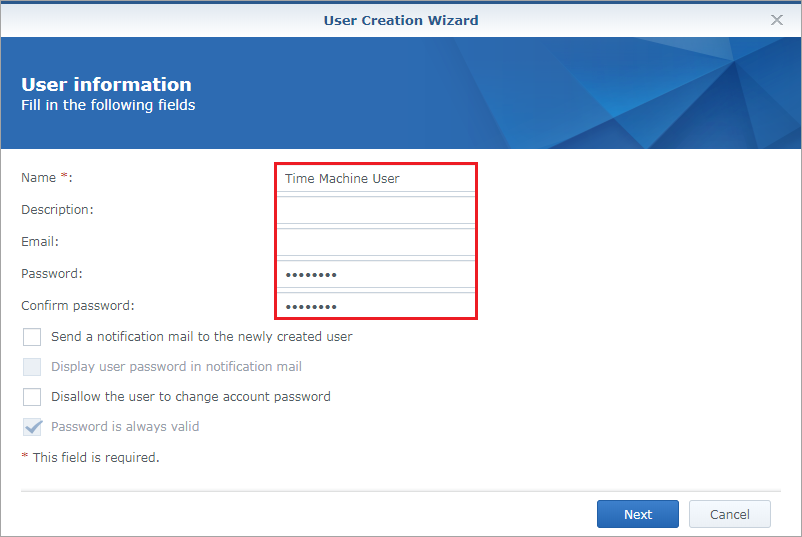 User Creation Wizard
User information
Fill in the following fields
Name *: Time Machine User
Description:
Email:
Password: ••••••••
Confirm password: ••••••••
Send a notification mail to the newly created user
Display user password in notification mail
Disallow the user to change account password
Password is always valid
* This field is required.
Next Cancel